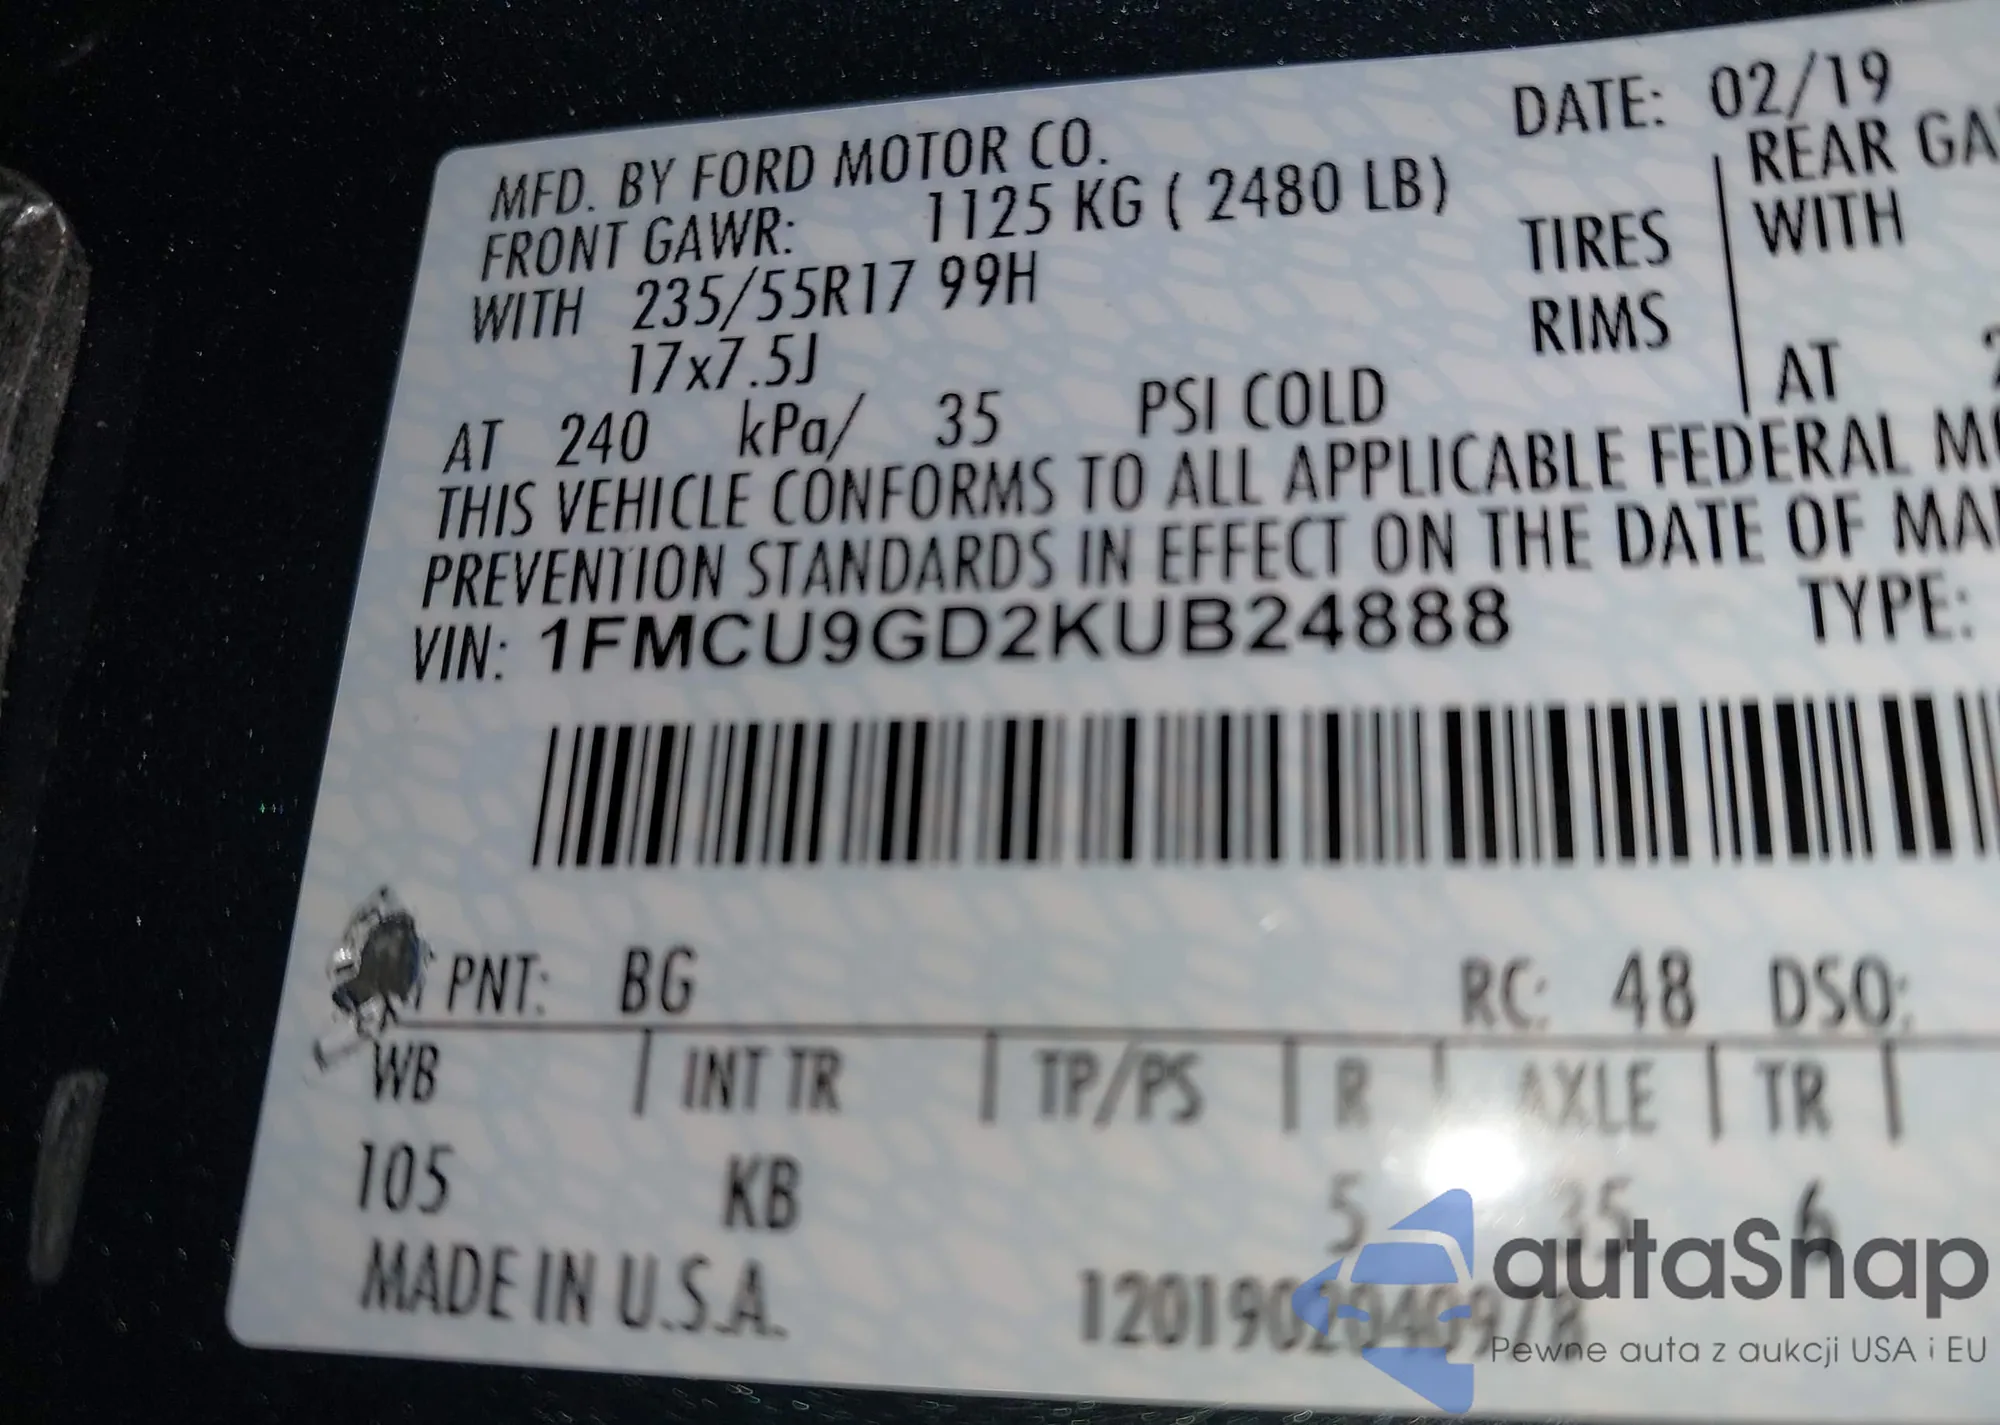 MFD. BY FORD MOTOR CO.
DATE: 02/19
FRONT GAWR: 1125 KG ( 2480 LB)
REAR GA
WITH 235/55R17 99H
TIRES
WITH
17x7.5J
RIMS
AT 240 kPa/ 35 PSI COLD
AT
THIS VEHICLE CONFORMS TO ALL APPLICABLE FEDERAL
PREVENTION STANDARDS IN EFFECT ON THE DATE OF
VIN: 1FMCU9GD2KUB24888
TYPE:
PNT: BG
RC: 48 DSO:
WB | INT TR | TP/PS | R | AXLE | TR |
105 KB 5 35 6
MADE IN U.S.A.
autaSnap
Pewne auta z aukcji USA i EU